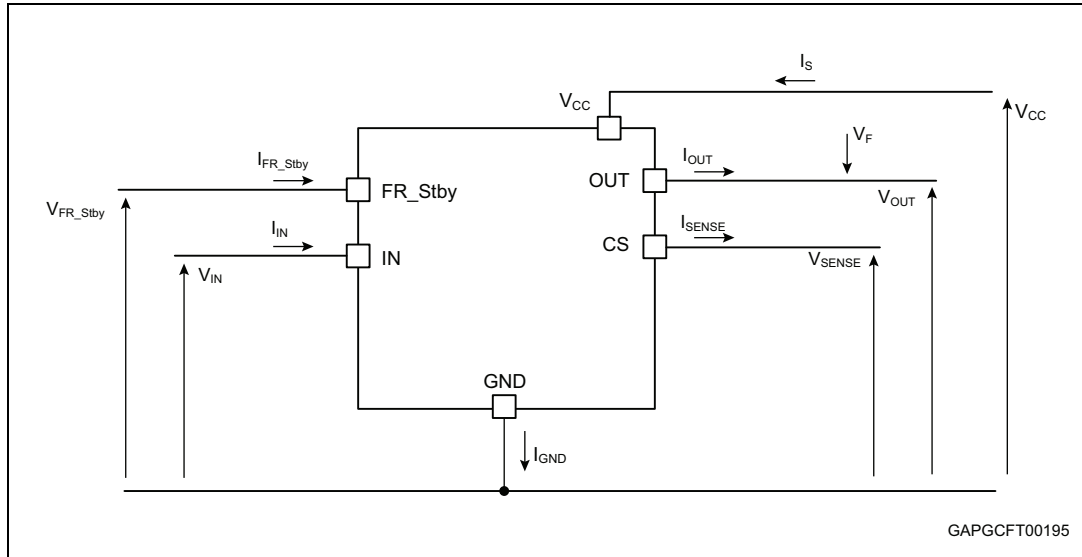 I_S
V_CC
V_CC
V_F
I_FR_Stby
I_OUT
FR_Stby
OUT
V_FR_Stby
V_OUT
I_IN
I_SENSE
IN
CS
V_IN
V_SENSE
GND
I_GND
GAPGCFT00195